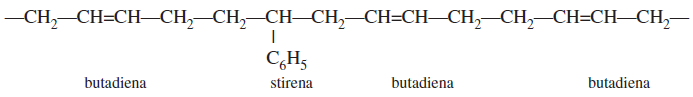 —CH₂—CH=CH—CH₂—CH₂—CH—CH₂—CH=CH—CH₂—CH₂—CH=CH—CH₂—
C₆H₅
butadiena stirena butadiena butadiena